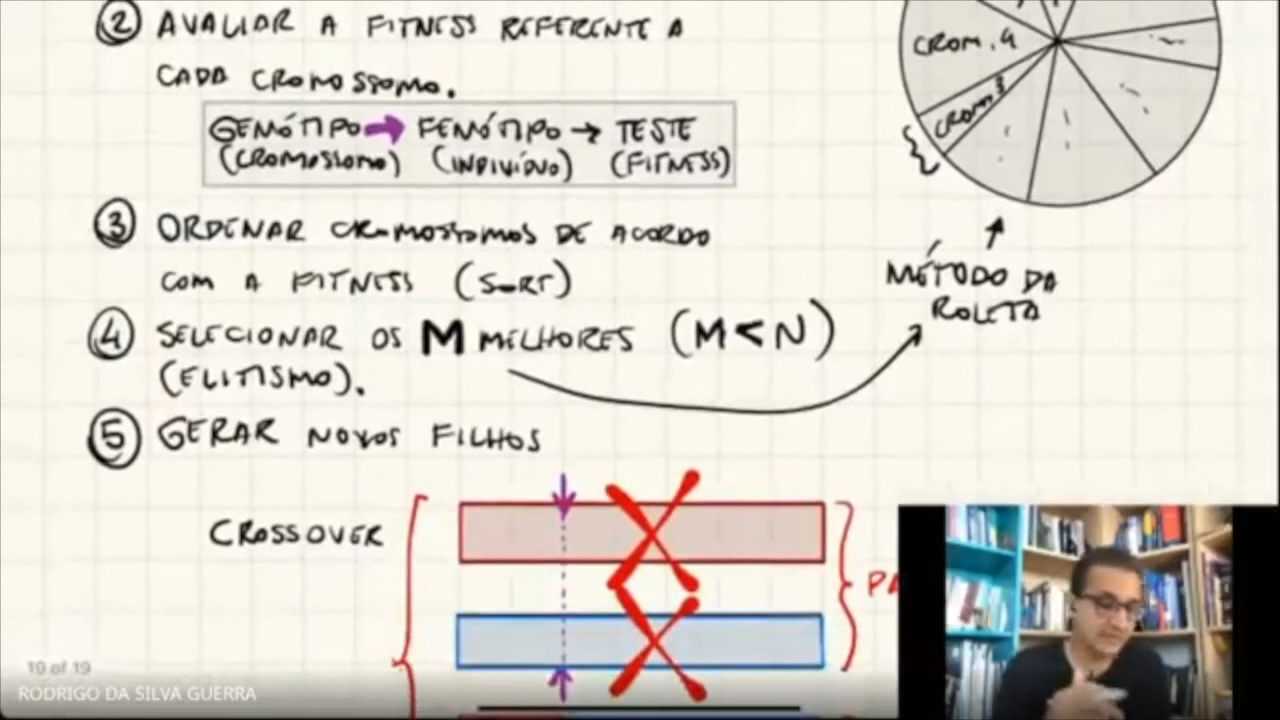 ② AVALIAR A FITNESS REFERENTE A
CADA CROMOSSOMO.
GENÓTIPO → FENÓTIPO → TESTE
(CROMOSSOMO) (INDIVÍDUO) (FITNESS)
③ ORDENAR CROMOSSOMOS DE ACORDO
COM A FITNESS (SORT)
④ SELECIONAR OS M MELHORES (M < N)
(ELITISMO).
⑤ GERAR NOVOS FILHOS
CROSSOVER
CROM. 4
CROM. 3
MÉTODO DA
ROLETA
PA
19 of 19
RODRIGO DA SILVA GUERRA